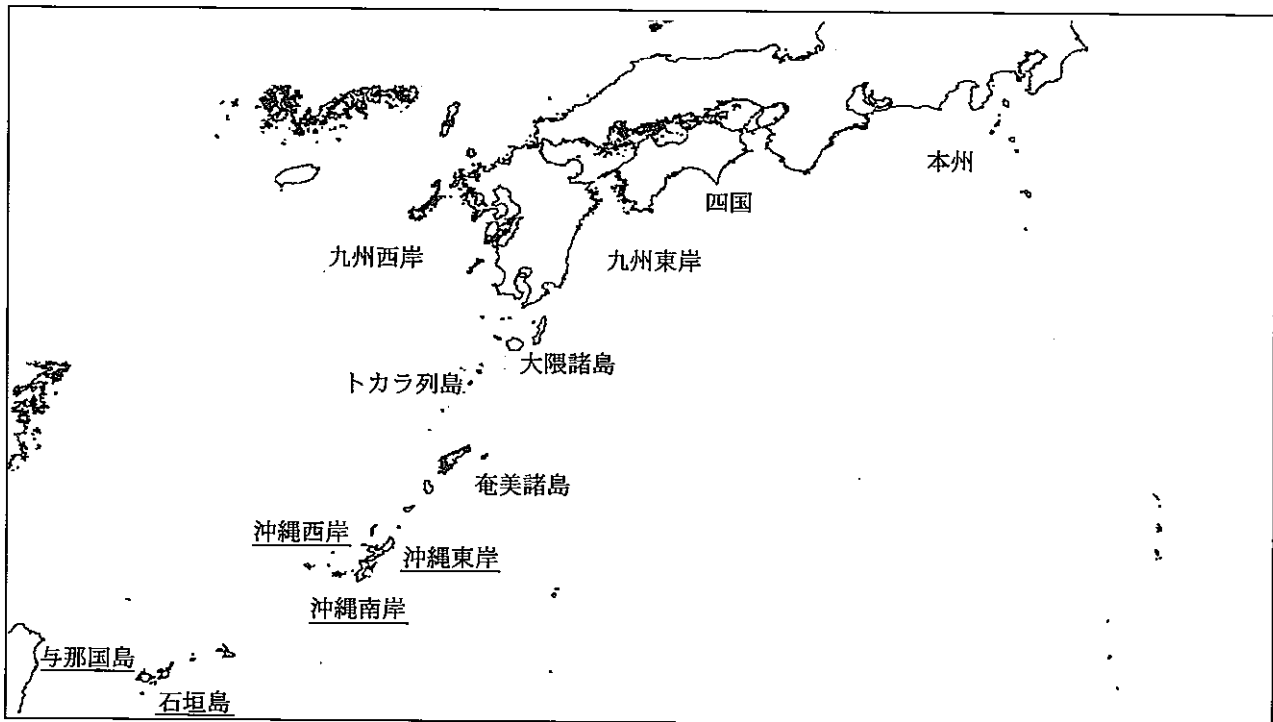 本州
四国
九州西岸
九州東岸
大隈諸島
トカラ列島
奄美諸島
沖縄西岸
沖縄東岸
沖縄南岸
与那国島
石垣島